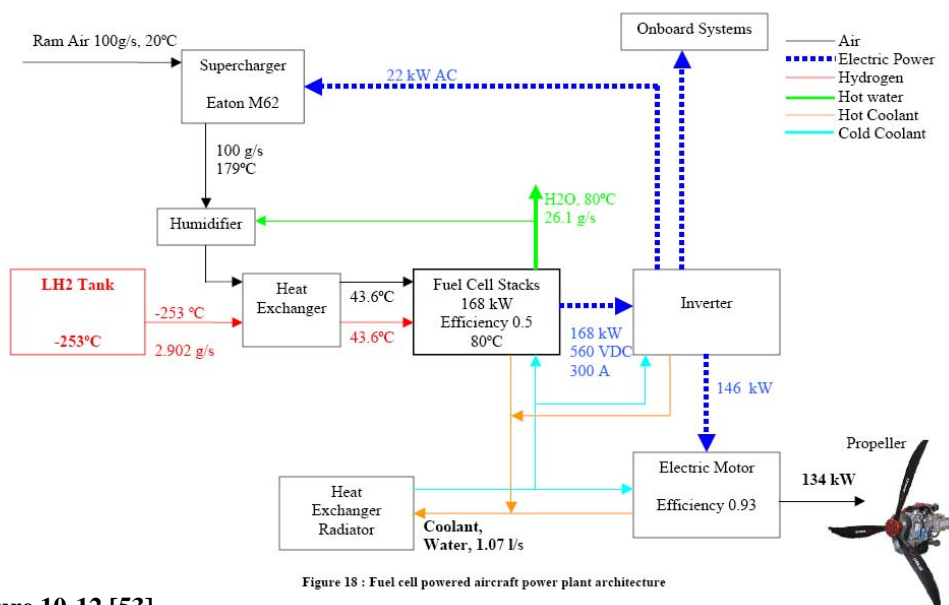 Onboard Systems
Air
Electric Power
Hydrogen
Hot water
Hot Coolant
Cold Coolant
Ram Air 100g/s, 20ºC
Supercharger
Eaton M62
22 kW AC
100 g/s
179ºC
H2O, 80ºC
26.1 g/s
Humidifier
LH2 Tank
-253ºC
-253 ºC
2.902 g/s
Heat
Exchanger
43.6ºC
43.6ºC
Fuel Cell Stacks
168 kW
Efficiency 0.5
80ºC
168 kW
560 VDC
300 A
Inverter
146 kW
Propeller
Electric Motor
Efficiency 0.93
134 kW
Heat
Exchanger
Radiator
Coolant,
Water, 1.07 l/s
Figure 18 : Fuel cell powered aircraft power plant architecture